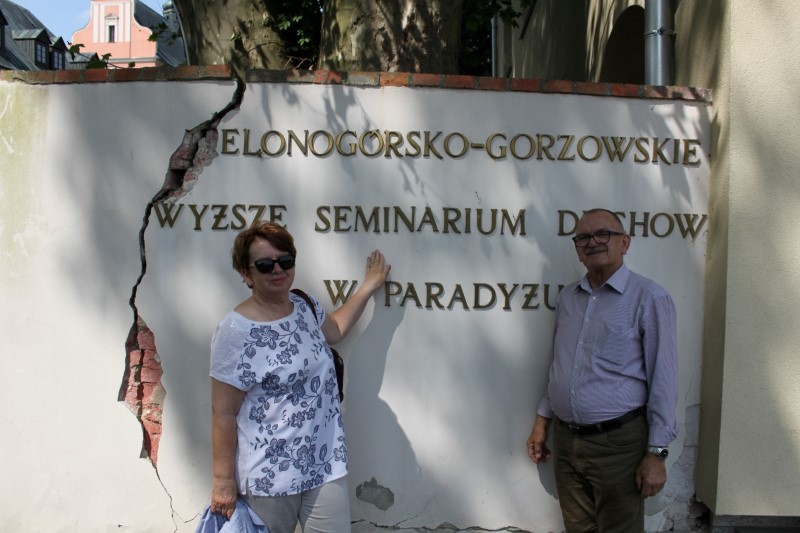 ELONOGÓRSKO-GORZOWSKIE
WYŻSZE SEMINARIUM
W PARADYŻU